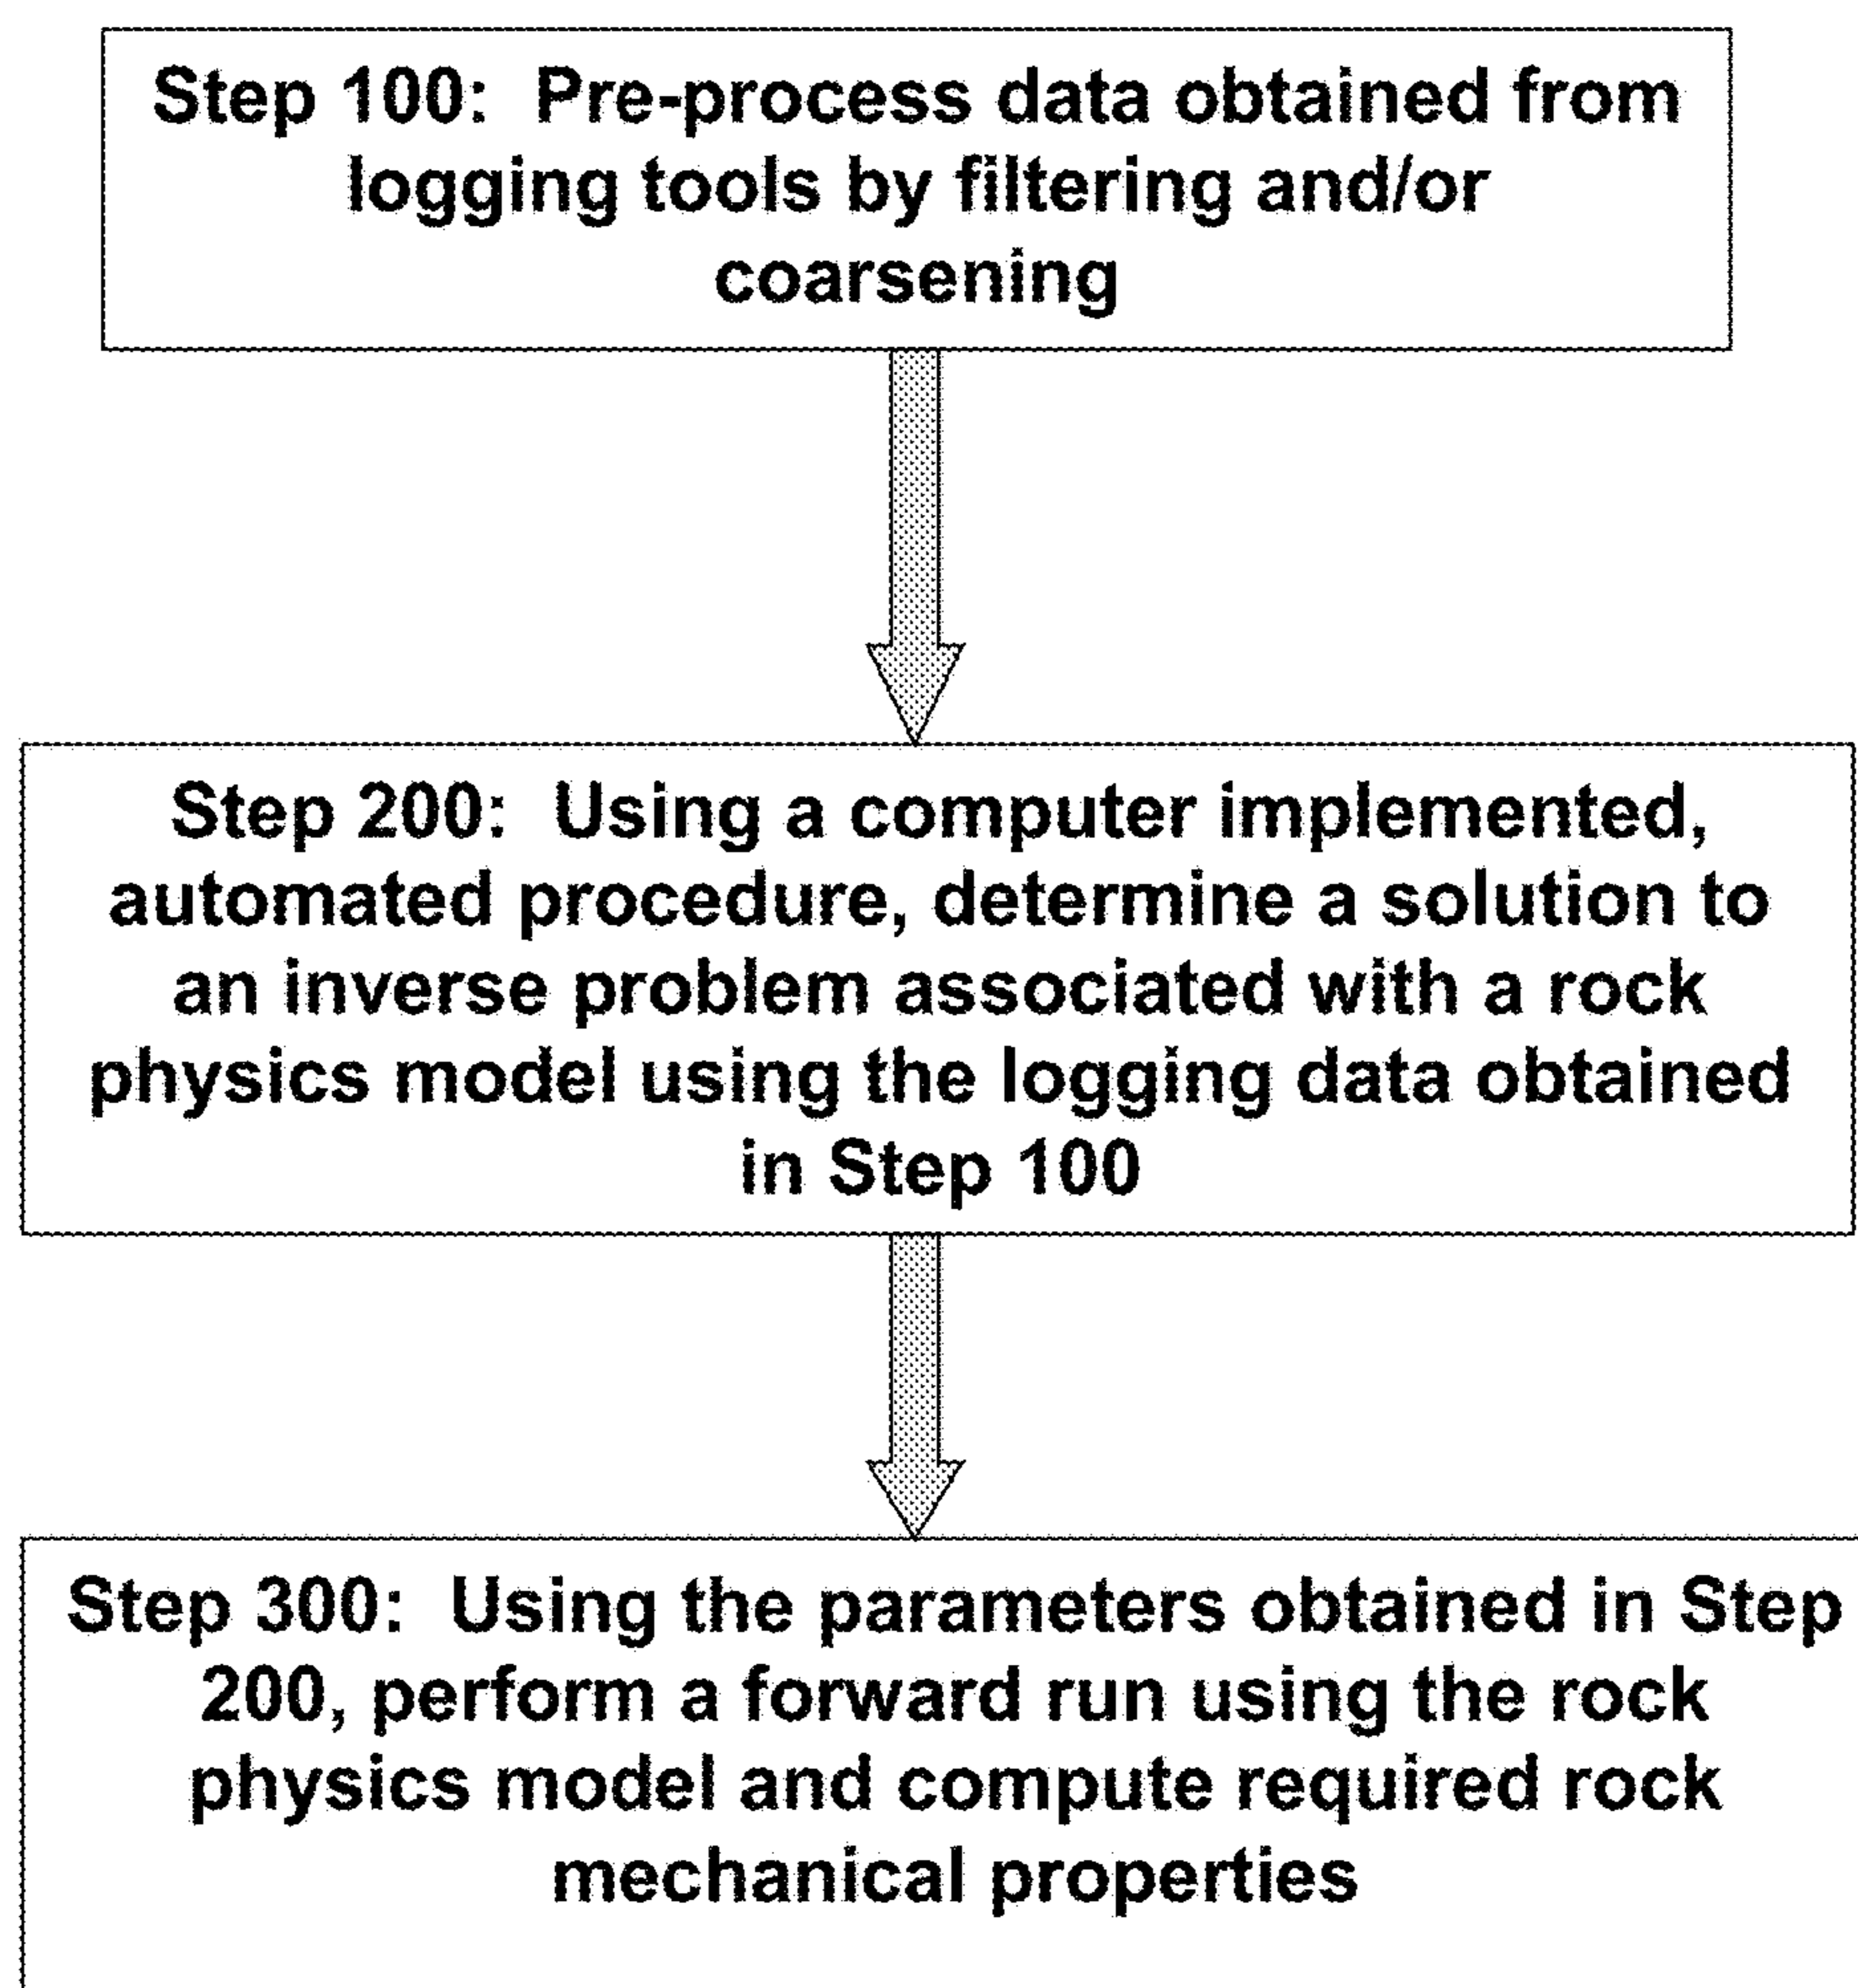 Step 100: Pre-process data obtained from
logging tools by filtering and/or
coarsening
Step 200: Using a computer implemented,
automated procedure, determine a solution to
an inverse problem associated with a rock
physics model using the logging data obtained
in Step 100
Step 300: Using the parameters obtained in Step
200, perform a forward run using the rock
physics model and compute required rock
mechanical properties